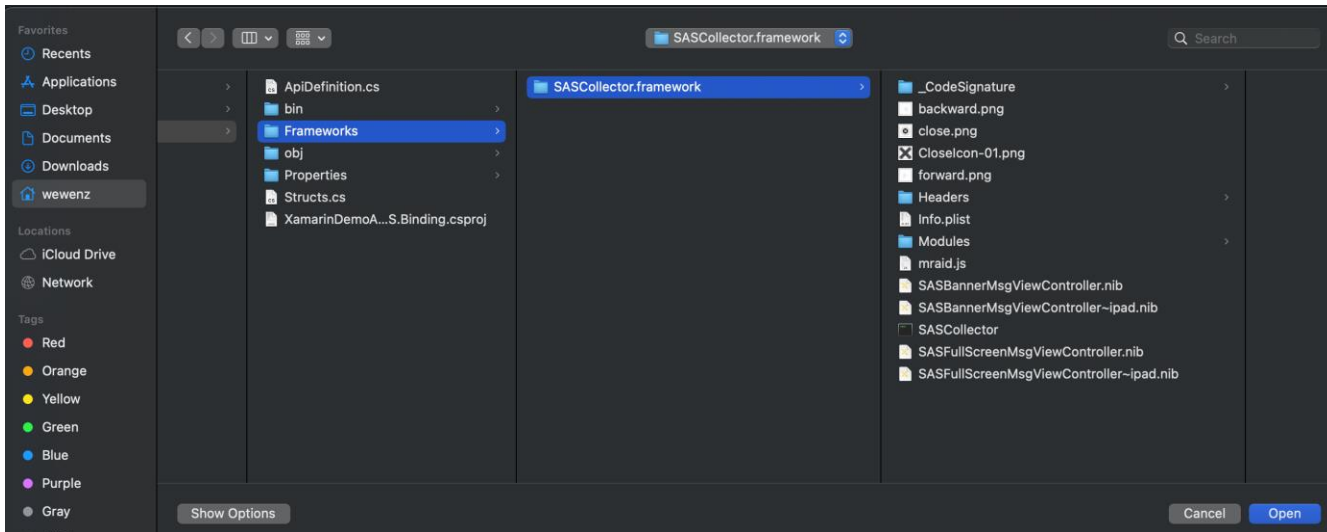 Favorites
Recents
Applications
Desktop
Documents
Downloads
wewenz
Locations
iCloud Drive
Network
Tags
Red
Orange
Yellow
Green
Blue
Purple
Gray
SASCollector.framework
Search
ApiDefinition.cs
bin
Frameworks
obj
Properties
Structs.cs
XamarinDemoA...S.Binding.csproj
SASCollector.framework
_CodeSignature
backward.png
close.png
CloseIcon-01.png
forward.png
Headers
Info.plist
Modules
mraid.js
SASBannerMsgViewController.nib
SASBannerMsgViewController~ipad.nib
SASCollector
SASFullScreenMsgViewController.nib
SASFullScreenMsgViewController~ipad.nib
Show Options
Cancel
Open